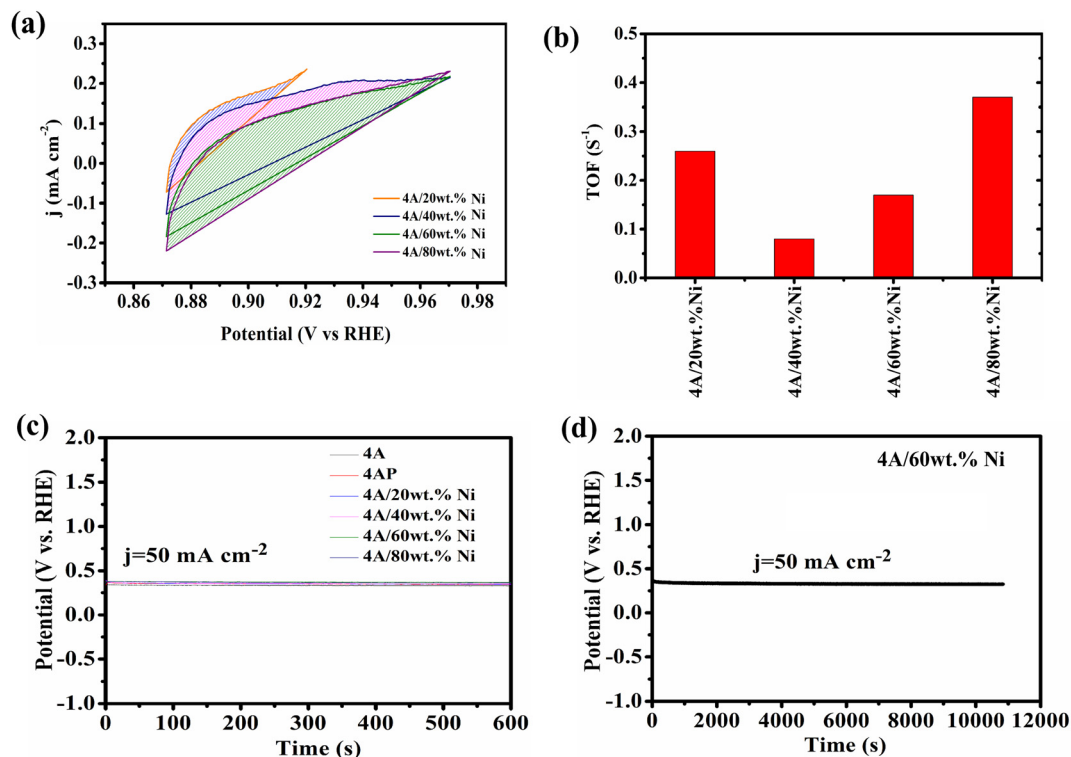 (a)
j (mA cm-2)
0.3
0.2
0.1
0.0
-0.1
-0.2
-0.3
4A/20wt.% Ni
4A/40wt.% Ni
4A/60wt.% Ni
4A/80wt.% Ni
0.86 0.88 0.90 0.92 0.94 0.96 0.98
Potential (V vs RHE)
(b)
TOF (S-1)
0.5
0.4
0.3
0.2
0.1
0.0
4A/20wt.%Ni
4A/40wt.%Ni
4A/60wt.%Ni
4A/80wt.%Ni
(c)
Potential (V vs. RHE)
2.0
1.5
1.0
0.5
0.0
-0.5
-1.0
4A
4AP
4A/20wt.% Ni
4A/40wt.% Ni
4A/60wt.% Ni
4A/80wt.% Ni
j=50 mA cm-2
0 100 200 300 400 500 600
Time (s)
(d)
Potential (V vs. RHE)
2.0
1.5
1.0
0.5
0.0
-0.5
-1.0
4A/60wt.% Ni
j=50 mA cm-2
0 2000 4000 6000 8000 10000 12000
Time (s)